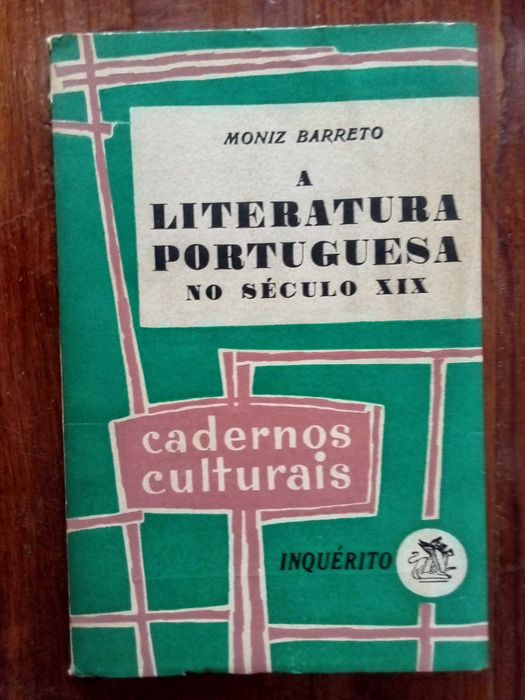 MONIZ BARRETO
A
LITERATURA
PORTUGUESA
NO SÉCULO XIX
cadernos
culturais
INQUÉRITO